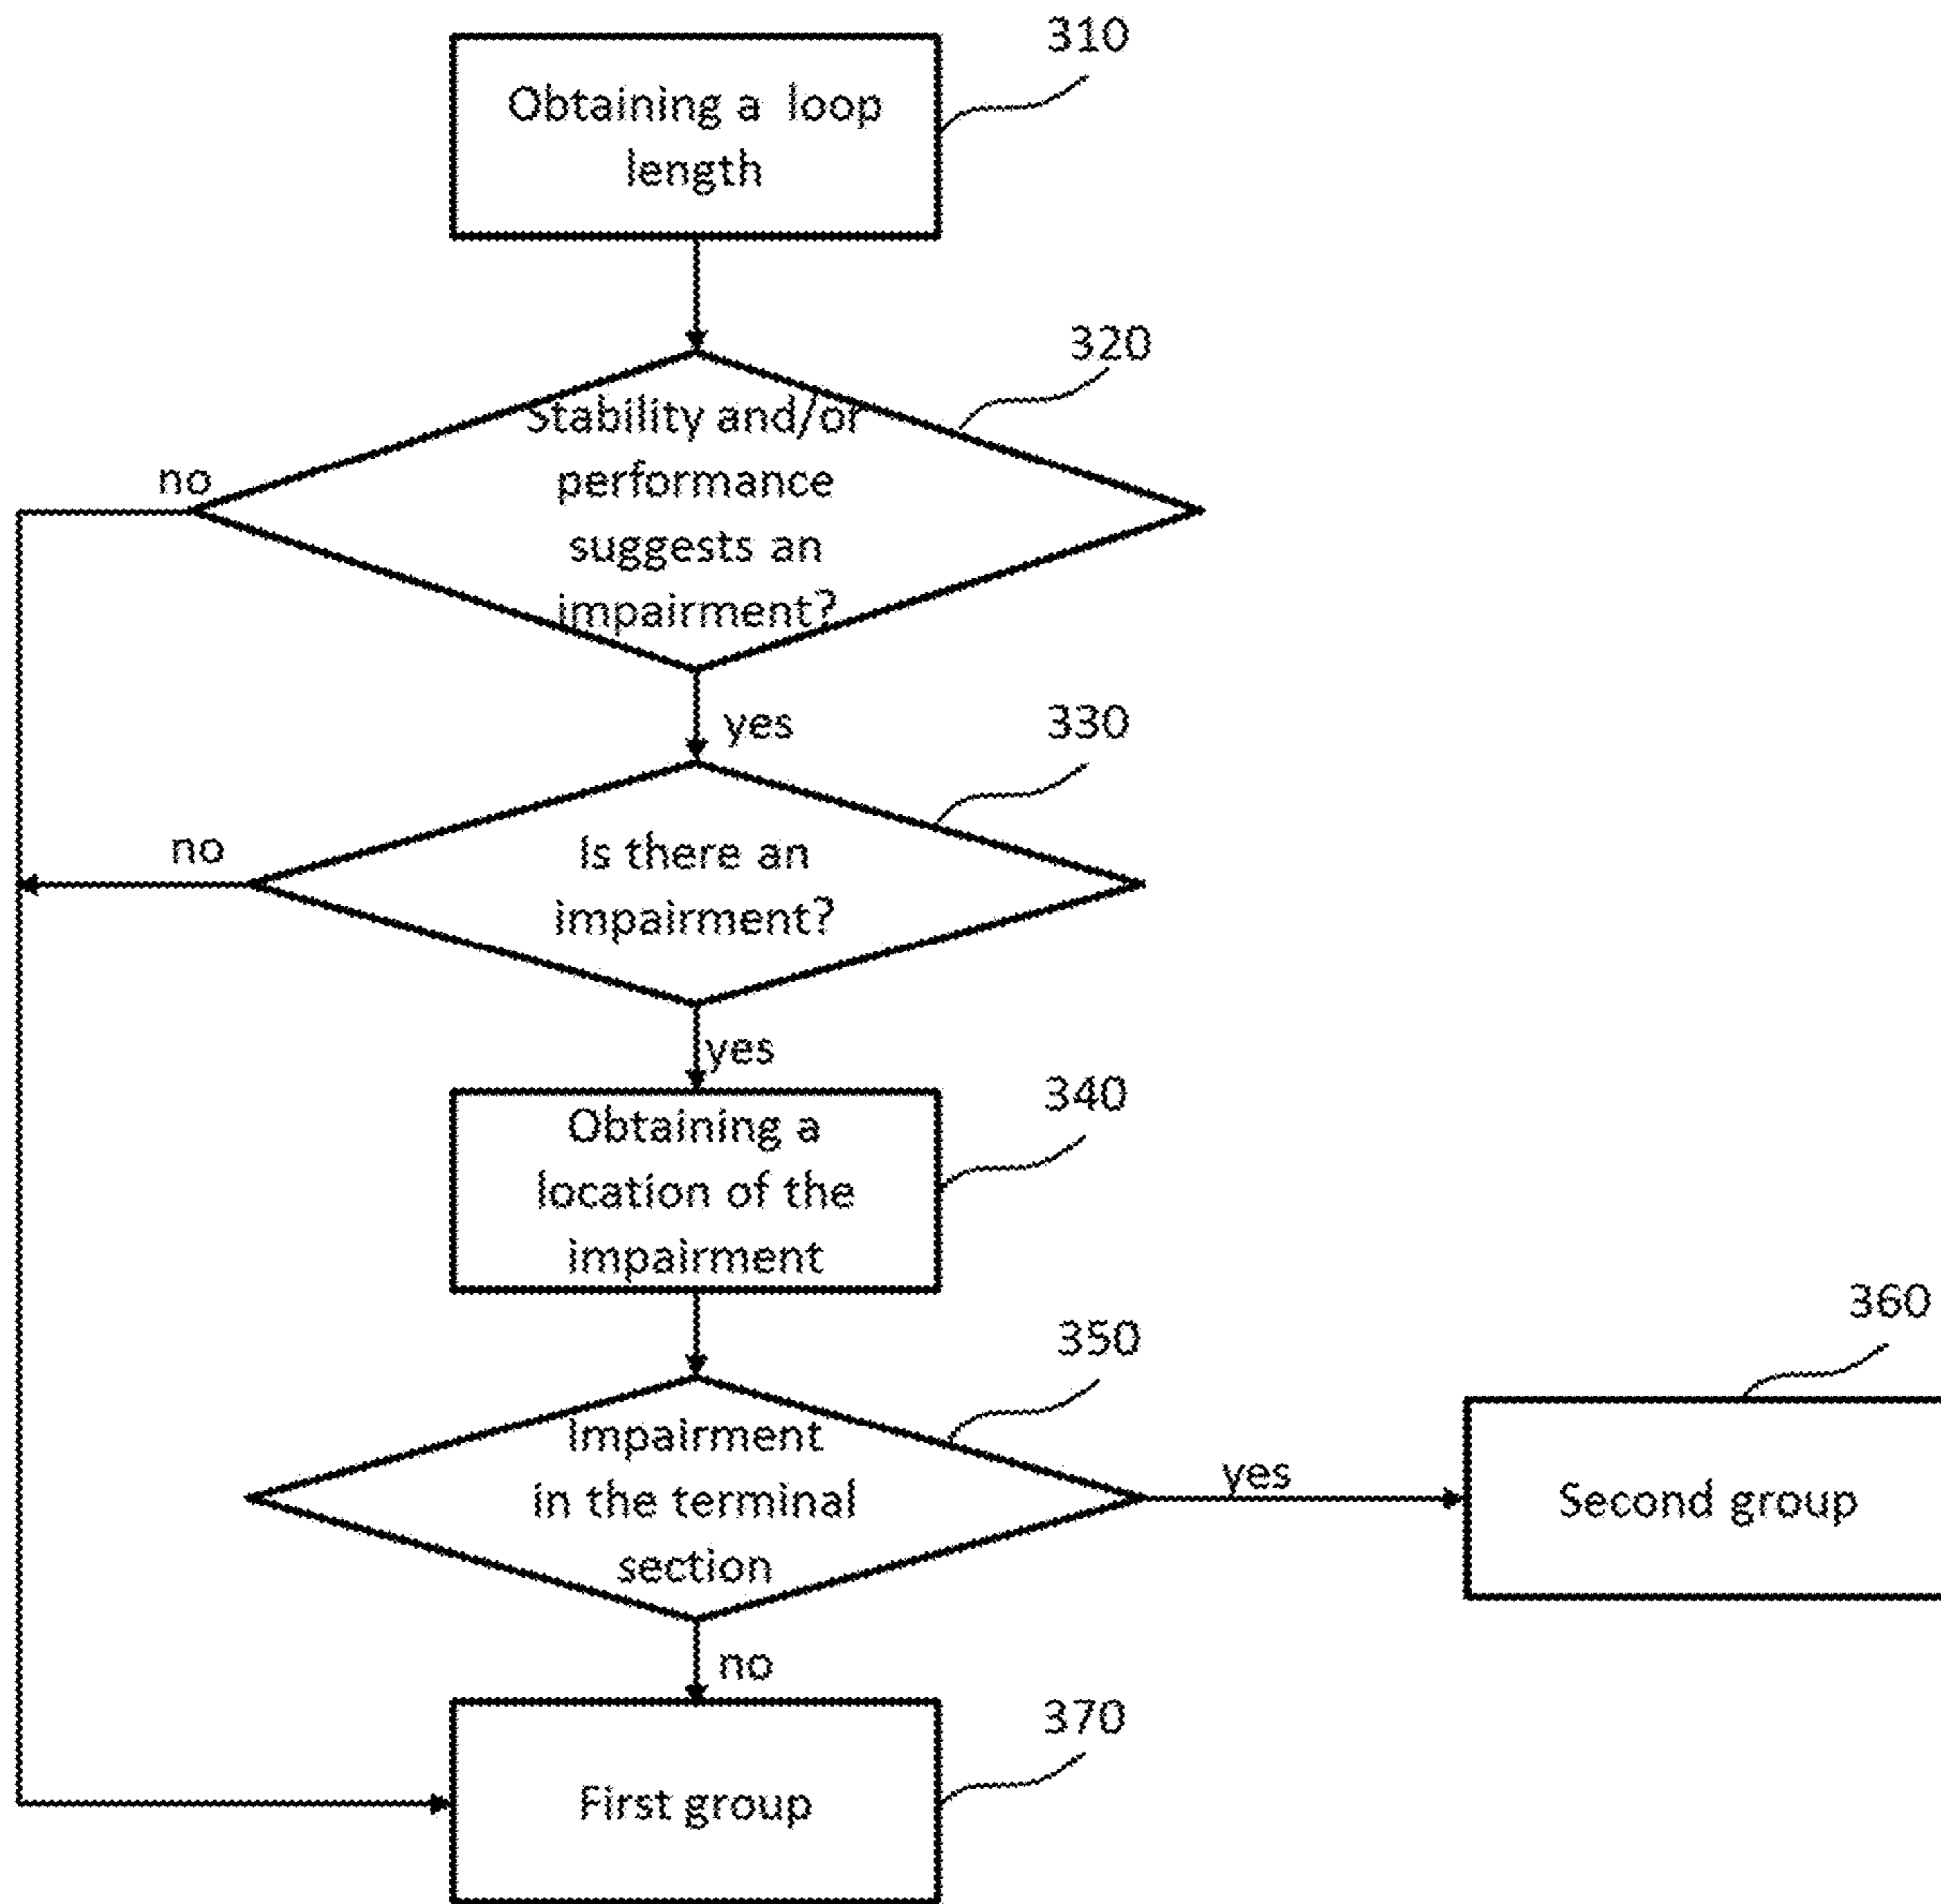 310
Obtaining a loop
length
320
Stability and/or
performance
suggests an
impairment?
no
yes
330
Is there an
impairment?
no
yes
340
Obtaining a
location of the
impairment
350
Impairment
in the terminal
section
yes
360
Second group
no
370
First group